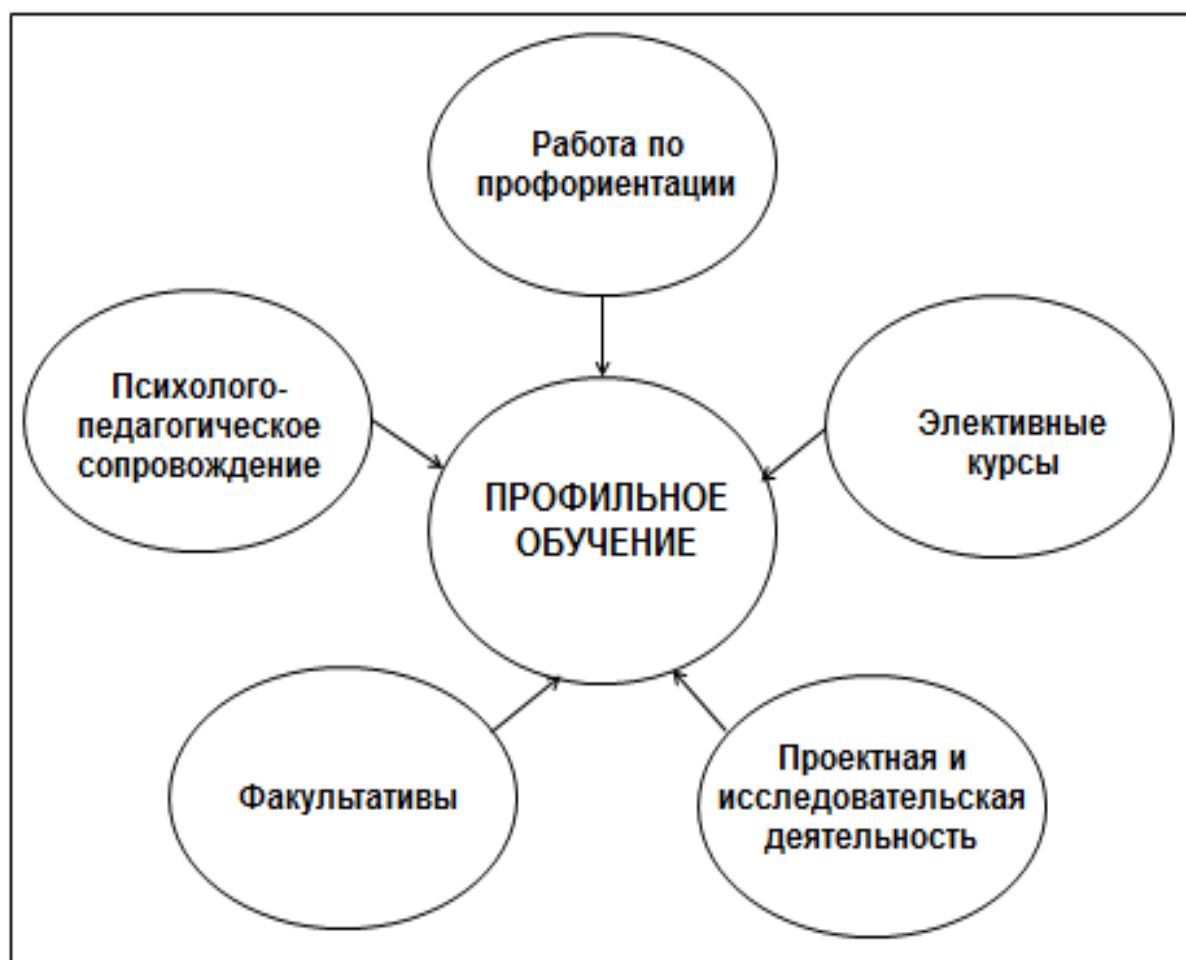 Работа по
профориентации
Психолого-
педагогическое
сопровождение
Элективные
курсы
ПРОФИЛЬНОЕ
ОБУЧЕНИЕ
Факультативы
Проектная и
исследовательская
деятельность